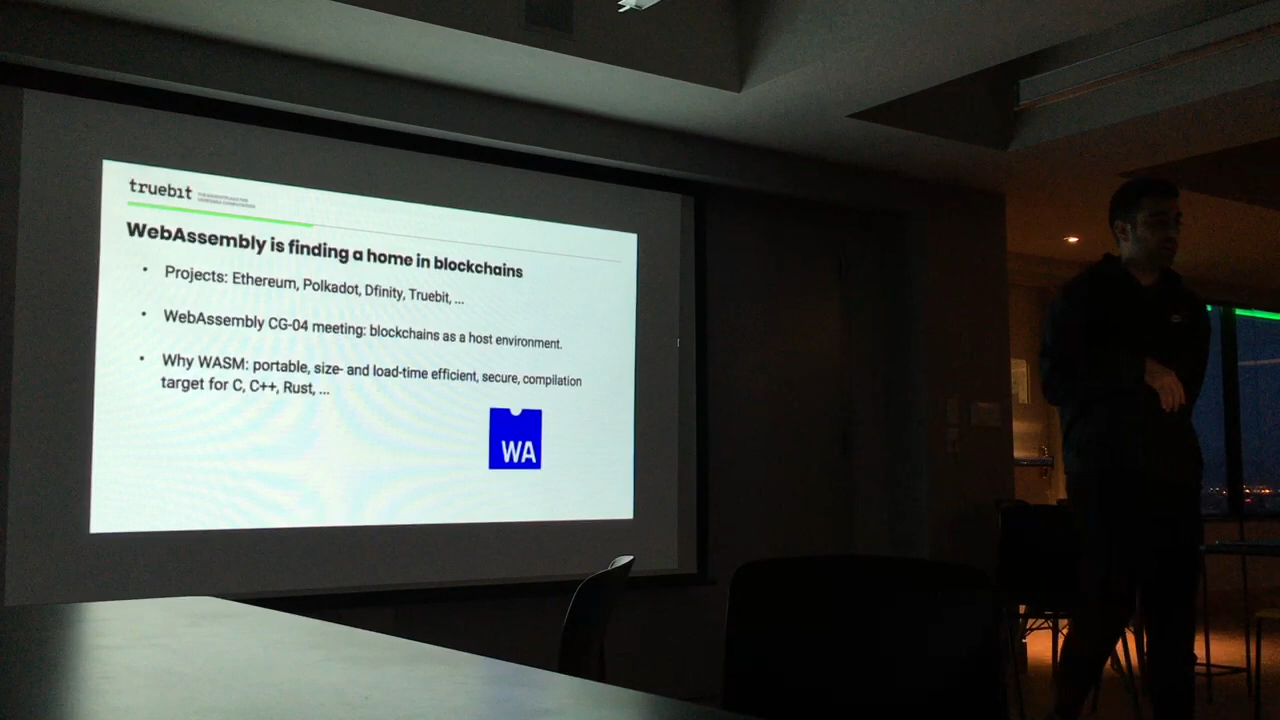 truebit
WebAssembly is finding a home in blockchains
• Projects: Ethereum, Polkadot, Dfinity, Truebit, ...
• WebAssembly CG-04 meeting: blockchains as a host environment.
• Why WASM: portable, size- and load-time efficient, secure, compilation
target for C, C++, Rust, ...
WA